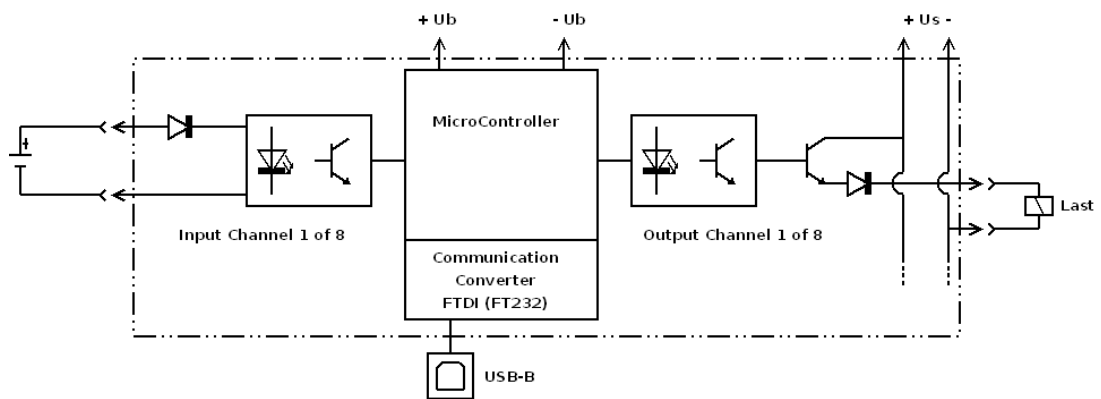 + Ub
- Ub
+ Us -
+
MicroController
Input Channel 1 of 8
Output Channel 1 of 8
Last
Communication
Converter
FTDI (FT232)
USB-B